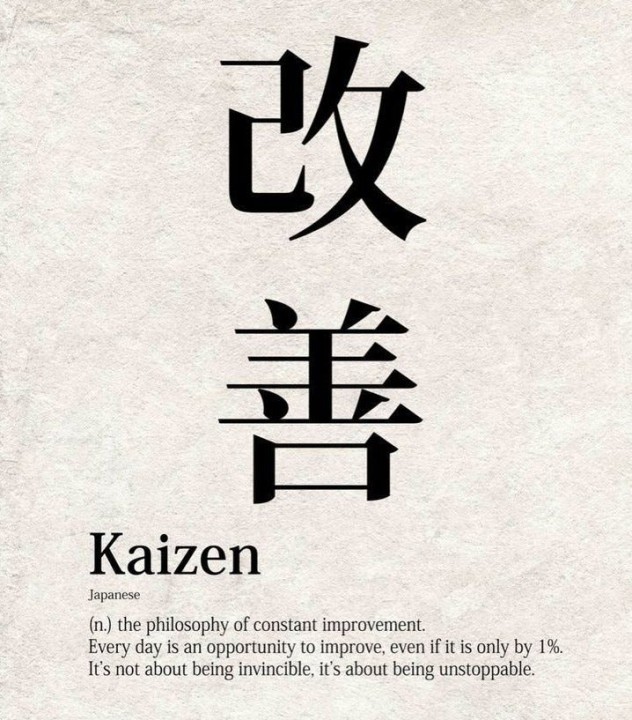 改
善
Kaizen
Japanese
(n.) the philosophy of constant improvement.
Every day is an opportunity to improve, even if it is only by 1%.
It's not about being invincible, it's about being unstoppable.